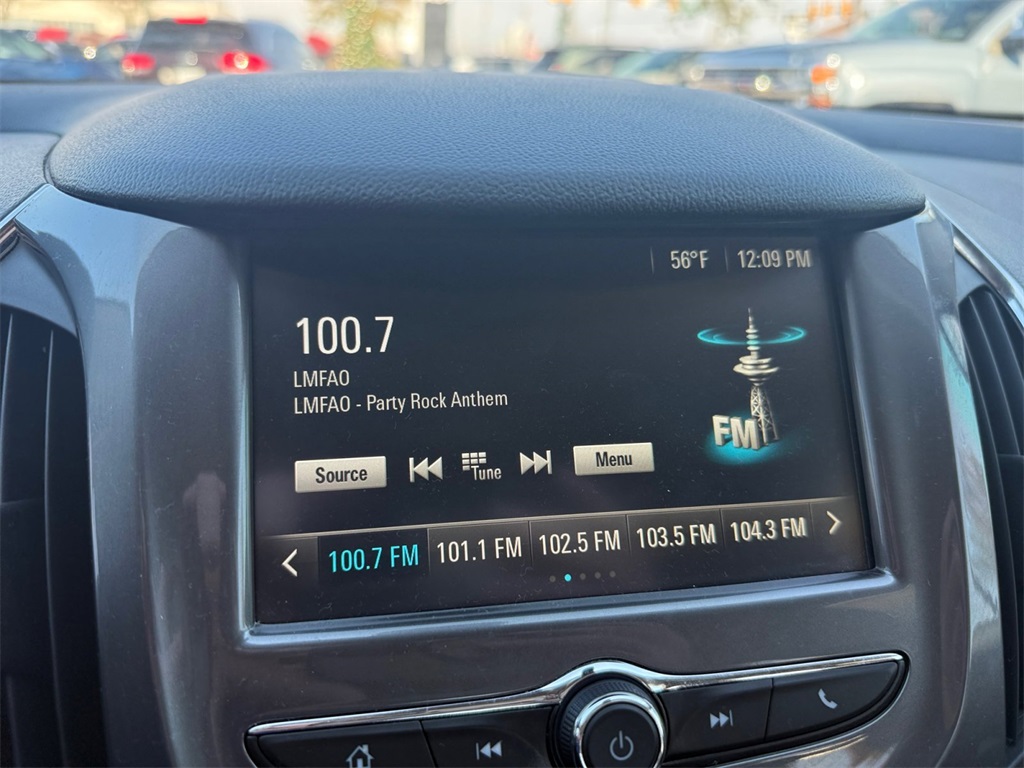 56°F 12:09 PM
100.7
LMFAO
LMFAO - Party Rock Anthem
FM
Source Tune Menu
100.7 FM 101.1 FM 102.5 FM 103.5 FM 104.3 FM